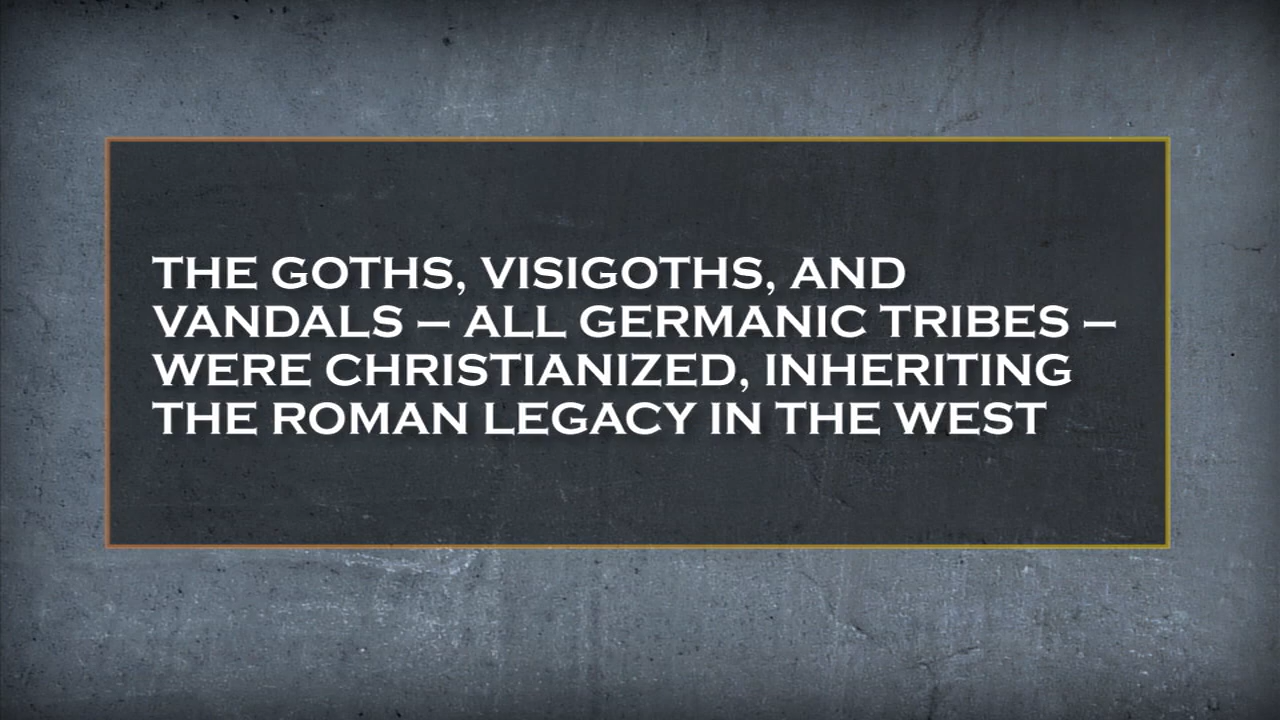 THE GOTHS, VISIGOTHS, AND
VANDALS – ALL GERMANIC TRIBES –
WERE CHRISTIANIZED, INHERITING
THE ROMAN LEGACY IN THE WEST